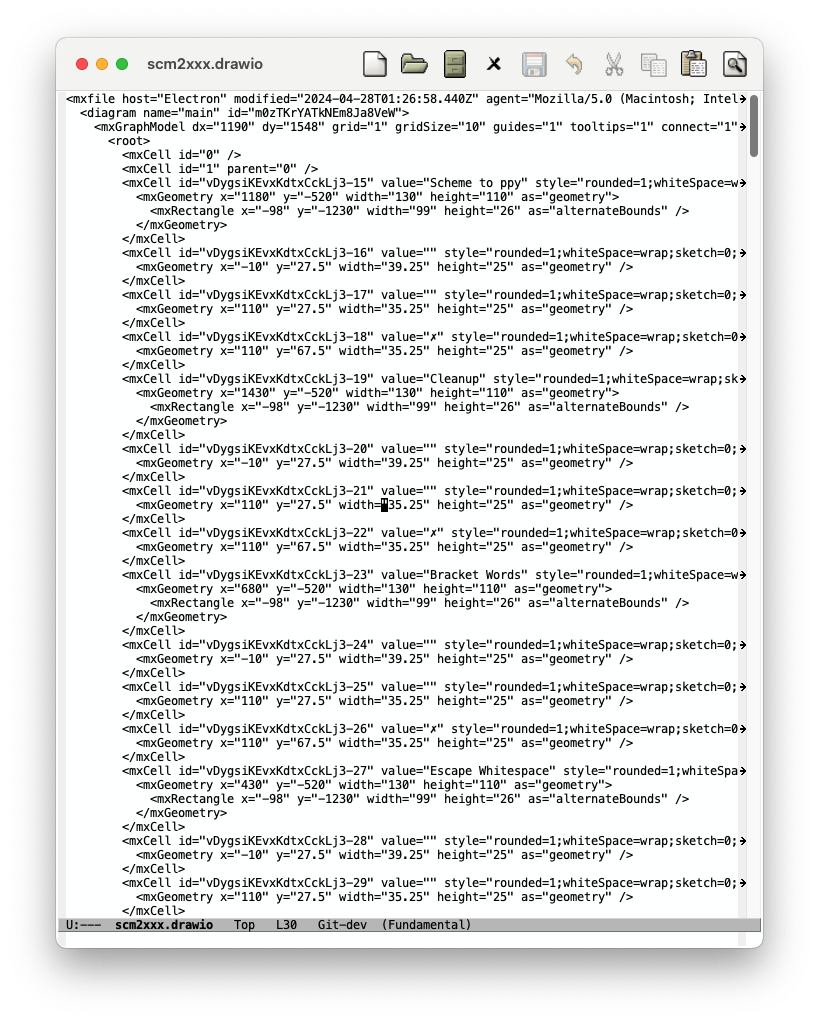 scm2xxx.drawio
<mxfile host="Electron" modified="2024-04-28T01:26:58.440Z" agent="Mozilla/5.0 (Macintosh; Intel
  <diagram name="main" id="m0zTKrYATkNEm8Ja8VeW">
    <mxGraphModel dx="1190" dy="1548" grid="1" gridSize="10" guides="1" tooltips="1" connect="1"
      <root>
        <mxCell id="0" />
        <mxCell id="1" parent="0" />
        <mxCell id="vDygsiKEvxKdtxCckLj3-15" value="Scheme to ppy" style="rounded=1;whiteSpace=w
          <mxGeometry x="1180" y="-520" width="130" height="110" as="geometry">
            <mxRectangle x="-98" y="-1230" width="99" height="26" as="alternateBounds" />
          </mxGeometry>
        </mxCell>
        <mxCell id="vDygsiKEvxKdtxCckLj3-16" value="" style="rounded=1;whiteSpace=wrap;sketch=0;
          <mxGeometry x="-10" y="27.5" width="39.25" height="25" as="geometry" />
        </mxCell>
        <mxCell id="vDygsiKEvxKdtxCckLj3-17" value="" style="rounded=1;whiteSpace=wrap;sketch=0;
          <mxGeometry x="110" y="27.5" width="35.25" height="25" as="geometry" />
        </mxCell>
        <mxCell id="vDygsiKEvxKdtxCckLj3-18" value="✗" style="rounded=1;whiteSpace=wrap;sketch=0
          <mxGeometry x="110" y="67.5" width="35.25" height="25" as="geometry" />
        </mxCell>
        <mxCell id="vDygsiKEvxKdtxCckLj3-19" value="Cleanup" style="rounded=1;whiteSpace=wrap;sk
          <mxGeometry x="1430" y="-520" width="130" height="110" as="geometry">
            <mxRectangle x="-98" y="-1230" width="99" height="26" as="alternateBounds" />
          </mxGeometry>
        </mxCell>
        <mxCell id="vDygsiKEvxKdtxCckLj3-20" value="" style="rounded=1;whiteSpace=wrap;sketch=0;
          <mxGeometry x="-10" y="27.5" width="39.25" height="25" as="geometry" />
        </mxCell>
        <mxCell id="vDygsiKEvxKdtxCckLj3-21" value="" style="rounded=1;whiteSpace=wrap;sketch=0;
          <mxGeometry x="110" y="27.5" width="35.25" height="25" as="geometry" />
        </mxCell>
        <mxCell id="vDygsiKEvxKdtxCckLj3-22" value="✗" style="rounded=1;whiteSpace=wrap;sketch=0
          <mxGeometry x="110" y="67.5" width="35.25" height="25" as="geometry" />
        </mxCell>
        <mxCell id="vDygsiKEvxKdtxCckLj3-23" value="Bracket Words" style="rounded=1;whiteSpace=w
          <mxGeometry x="680" y="-520" width="130" height="110" as="geometry">
            <mxRectangle x="-98" y="-1230" width="99" height="26" as="alternateBounds" />
          </mxGeometry>
        </mxCell>
        <mxCell id="vDygsiKEvxKdtxCckLj3-24" value="" style="rounded=1;whiteSpace=wrap;sketch=0;
          <mxGeometry x="-10" y="27.5" width="39.25" height="25" as="geometry" />
        </mxCell>
        <mxCell id="vDygsiKEvxKdtxCckLj3-25" value="" style="rounded=1;whiteSpace=wrap;sketch=0;
          <mxGeometry x="110" y="27.5" width="35.25" height="25" as="geometry" />
        </mxCell>
        <mxCell id="vDygsiKEvxKdtxCckLj3-26" value="✗" style="rounded=1;whiteSpace=wrap;sketch=0
          <mxGeometry x="110" y="67.5" width="35.25" height="25" as="geometry" />
        </mxCell>
        <mxCell id="vDygsiKEvxKdtxCckLj3-27" value="Escape Whitespace" style="rounded=1;whiteSpa
          <mxGeometry x="430" y="-520" width="130" height="110" as="geometry">
            <mxRectangle x="-98" y="-1230" width="99" height="26" as="alternateBounds" />
          </mxGeometry>
        </mxCell>
        <mxCell id="vDygsiKEvxKdtxCckLj3-28" value="" style="rounded=1;whiteSpace=wrap;sketch=0;
          <mxGeometry x="-10" y="27.5" width="39.25" height="25" as="geometry" />
        </mxCell>
        <mxCell id="vDygsiKEvxKdtxCckLj3-29" value="" style="rounded=1;whiteSpace=wrap;sketch=0;
          <mxGeometry x="110" y="27.5" width="35.25" height="25" as="geometry" />
        </mxCell>
U:--- scm2xxx.drawio Top L30 Git-dev (Fundamental)